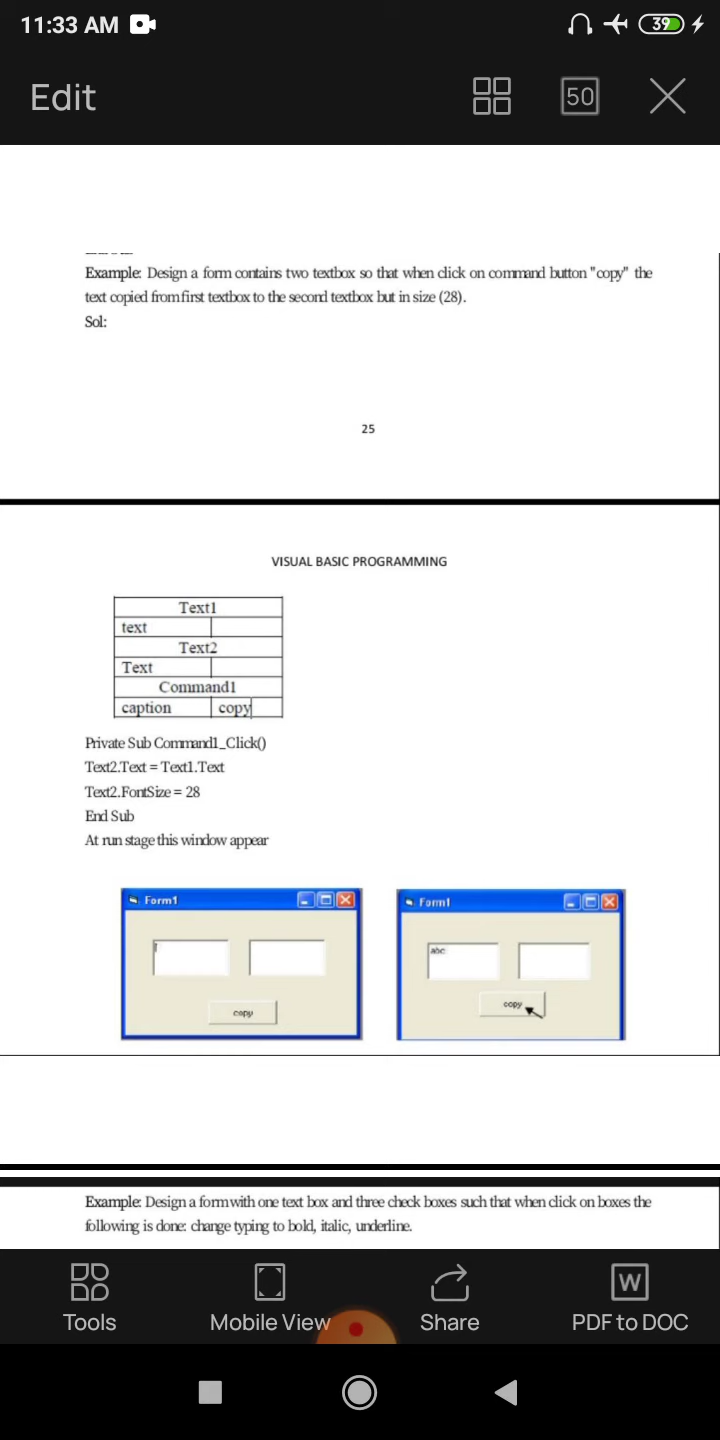 11:33 AM
39
Edit
50
Example: Design a form contains two textbox so that when click on command button "copy" the
text copied from first textbox to the second textbox but in size (28).
Sol:
25
VISUAL BASIC PROGRAMMING
Text1
text
Text2
Text
Command1
caption copy
Private Sub Command1_Click()
Text2.Text = Text1.Text
Text2.FontSize = 28
End Sub
At run stage this window appear
Form1
copy
Form1
abc
copy
Example: Design a form with one text box and three check boxes such that when click on boxes the
following is done: change typing to bold, italic, underline.
W
Tools Mobile View Share PDF to DOC